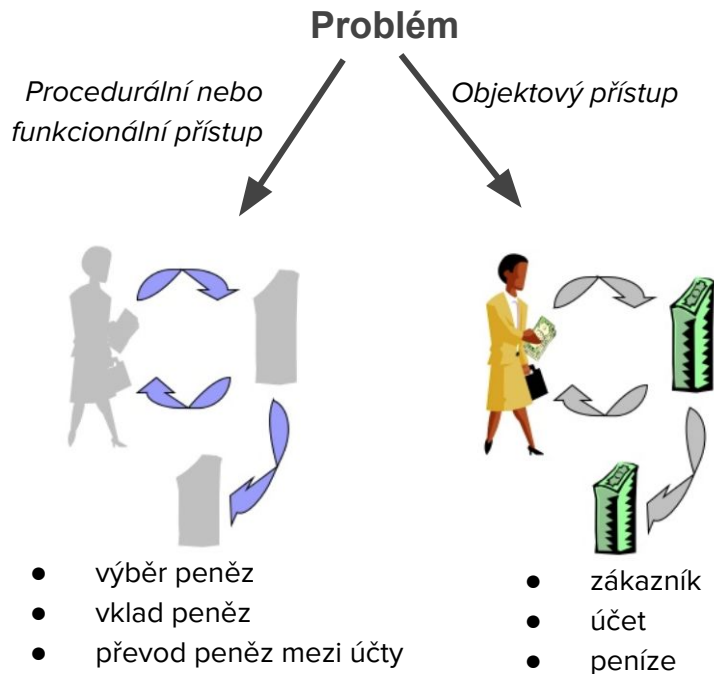 Problém
Procedurální nebo
funkcionální přístup
Objektový přístup
● výběr peněz
● vklad peněz
● převod peněz mezi účty
● zákazník
● účet
● peníze